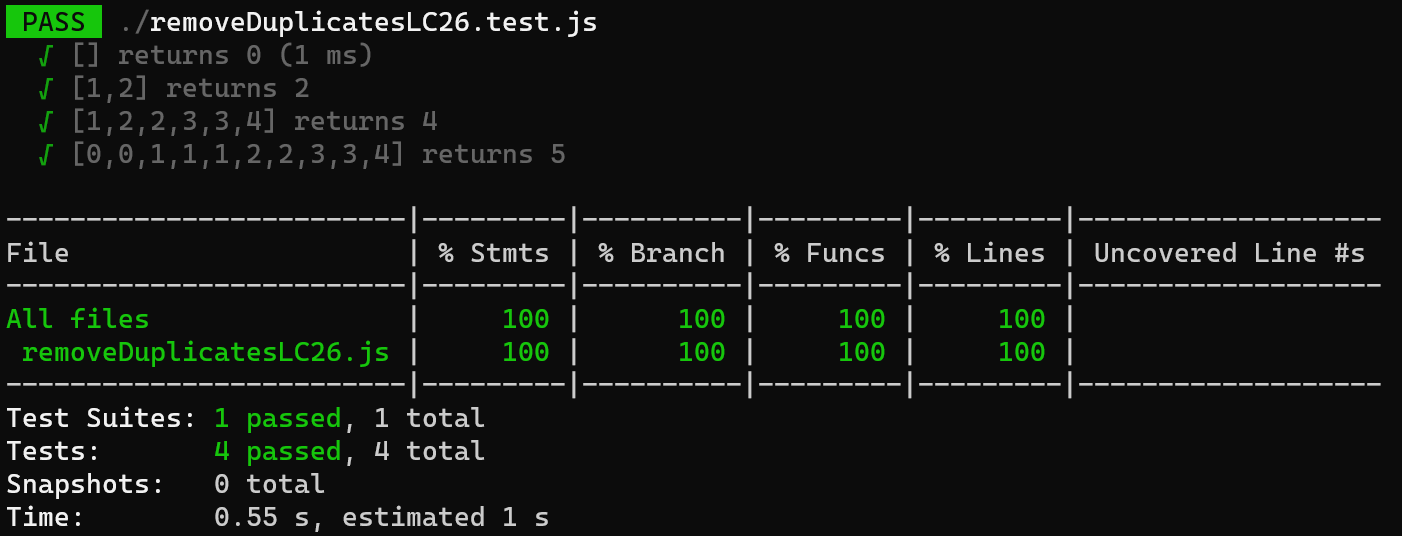 PASS ./removeDuplicatesLC26.test.js
√ [] returns 0 (1 ms)
√ [1,2] returns 2
√ [1,2,2,3,3,4] returns 4
√ [0,0,1,1,1,2,2,3,3,4] returns 5
-------------------------|---------|----------|---------|---------|-------------------
File                     | % Stmts | % Branch | % Funcs | % Lines | Uncovered Line #s
-------------------------|---------|----------|---------|---------|-------------------
All files                |     100 |      100 |     100 |     100 |
 removeDuplicatesLC26.js |     100 |      100 |     100 |     100 |
-------------------------|---------|----------|---------|---------|-------------------
Test Suites: 1 passed, 1 total
Tests:       4 passed, 4 total
Snapshots:   0 total
Time:        0.55 s, estimated 1 s